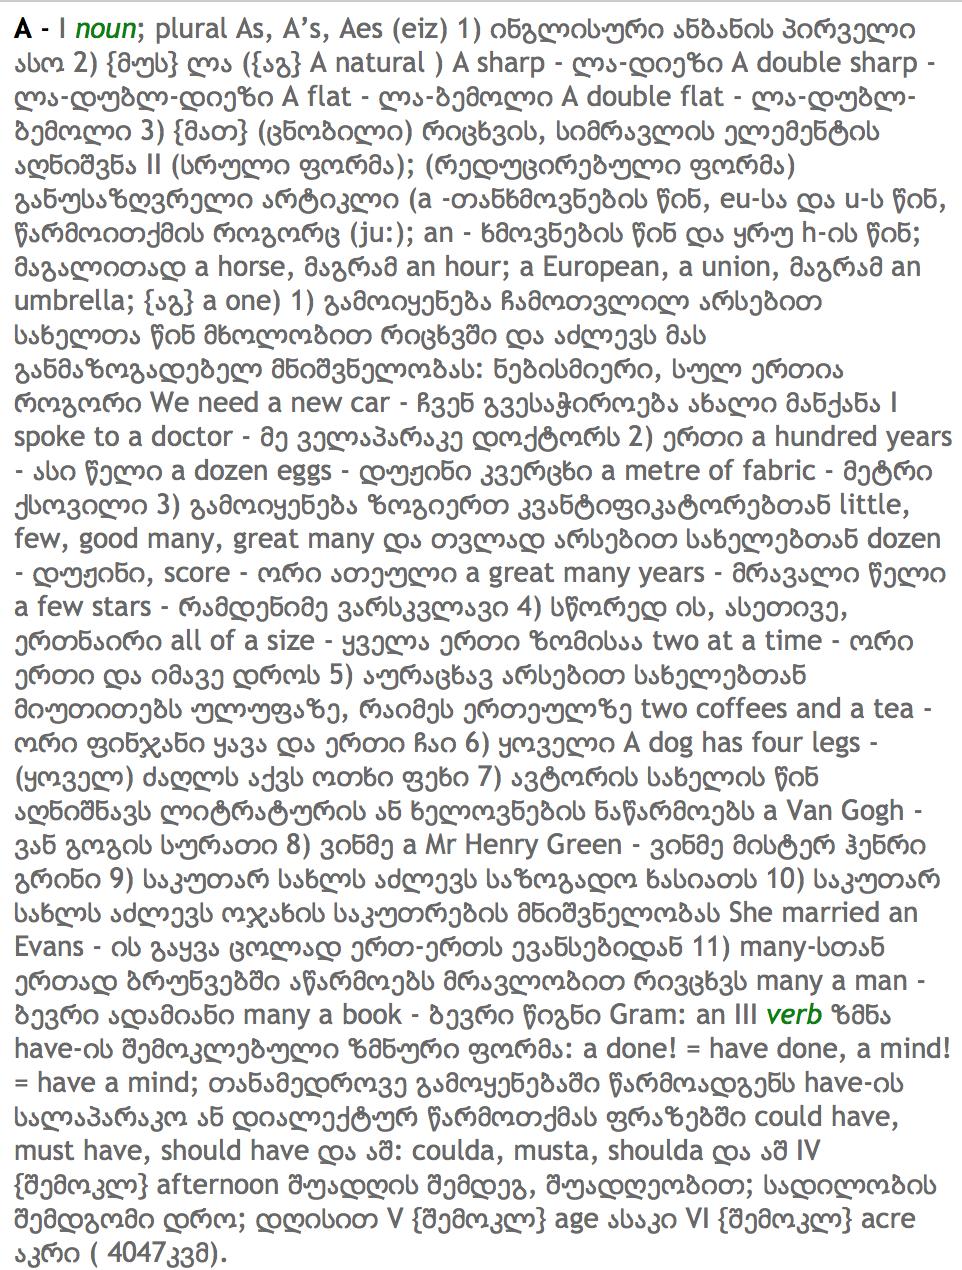 A - I noun; plural As, A’s, Aes (eiz) 1) ინგლისური ანბანის პირველი
ასო 2) {მუს} ლა ({აგ} A natural ) A sharp - ლა-დიეზი A double sharp -
ლა-დუბლ-დიეზი A flat - ლა-ბემოლი A double flat - ლა-დუბლ-
ბემოლი 3) {მათ} (ცნობილი) რიცხვის, სიმრავლის ელემენტის
აღნიშვნა II (სრული ფორმა); (რედუცირებული ფორმა)
განუსაზღვრელი არტიკლი (a -თანხმოვნების წინ, eu-სა და u-ს წინ,
წარმოითქმის როგორც (ju:); an - ხმოვნების წინ და ყრუ h-ის წინ;
მაგალითად a horse, მაგრამ an hour; a European, a union, მაგრამ an
umbrella; {აგ} a one) 1) გამოიყენება ჩამოთვლილ არსებით
სახელთა წინ მხოლობით რიცხვში და აძლევს მას
განმაზოგადებელ მნიშვნელობას: ნებისმიერი, სულ ერთია
როგორი We need a new car - ჩვენ გვესაჭიროება ახალი მანქანა I
spoke to a doctor - მე ველაპარაკე დოქტორს 2) ერთი a hundred years
- ასი წელი a dozen eggs - დუჟინი კვერცხი a metre of fabric - მეტრი
ქსოვილი 3) გამოიყენება ზოგიერთ კვანტიფიკატორებთან little,
few, good many, great many და თვლად არსებით სახელებთან dozen
- დუჟინი, score - ორი ათეული a great many years - მრავალი წელი
a few stars - რამდენიმე ვარსკვლავი 4) სწორედ ის, ასეთივე,
ერთნაირი all of a size - ყველა ერთი ზომისაა two at a time - ორი
ერთი და იმავე დროს 5) აურაცხავ არსებით სახელებთან
მიუთითებს ულუფაზე, რაიმეს ერთეულზე two coffees and a tea -
ორი ფინჯანი ყავა და ერთი ჩაი 6) ყოველი A dog has four legs -
(ყოველ) ძაღლს აქვს ოთხი ფეხი 7) ავტორის სახელის წინ
აღნიშნავს ლიტრატურის ან ხელოვნების ნაწარმოებს a Van Gogh -
ვან გოგის სურათი 8) ვინმე a Mr Henry Green - ვინმე მისტერ ჰენრი
გრინი 9) საკუთარ სახლს აძლევს საზოგადო ხასიათს 10) საკუთარ
სახლს აძლევს ოჯახის საკუთრების მნიშვნელობას She married an
Evans - ის გაყვა ცოლად ერთ-ერთს ევანსებიდან 11) many-სთან
ერთად ბრუნვებში აწარმოებს მრავლობით რივცხვს many a man -
ბევრი ადამიანი many a book - ბევრი წიგნი Gram: an III verb ზმნა
have-ის შემოკლებული ზმნური ფორმა: a done! = have done, a mind!
= have a mind; თანამედროვე გამოყენებაში წარმოადგენს have-ის
სალაპარაკო ან დიალექტურ წარმოთქმას ფრაზებში could have,
must have, should have და აშ: coulda, musta, shoulda და აშ IV
{შემოკლ} afternoon შუადღის შემდეგ, შუადღეობით; სადილობის
შემდგომი დრო; დღისით V {შემოკლ} age ასაკი VI {შემოკლ} acre
აკრი ( 4047კვმ).